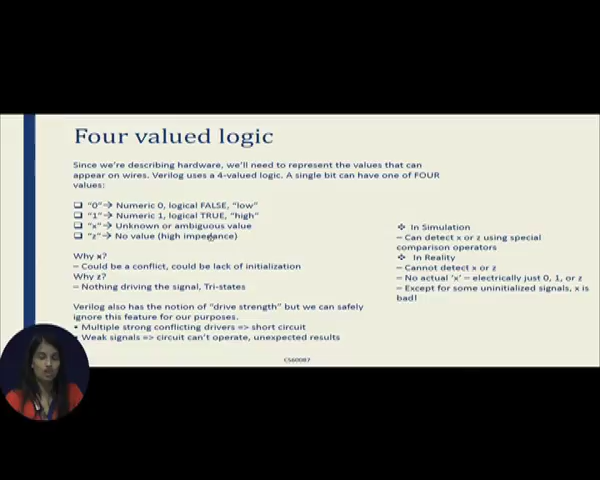 Four valued logic
Since we're describing hardware, we'll need to represent the values that can
appear on wires. Verilog uses a 4-valued logic. A single bit can have one of FOUR
values:
❑ "0"→ Numeric 0, logical FALSE, "low"
❑ "1"→ Numeric 1, logical TRUE, "high"
❑ "x"→ Unknown or ambiguous value
❑ "z"→ No value (high impedance)
Why x?
– Could be a conflict, could be lack of initialization
Why z?
– Nothing driving the signal, Tri-states
Verilog also has the notion of "drive strength" but we can safely
ignore this feature for our purposes.
• Multiple strong conflicting drivers => short circuit
• Weak signals => circuit can't operate, unexpected results
❖ In Simulation
– Can detect x or z using special
comparison operators
❖ In Reality
– Cannot detect x or z
– No actual 'x' – electrically just 0, 1, or z
– Except for some uninitialized signals, x is
bad!
CS60087